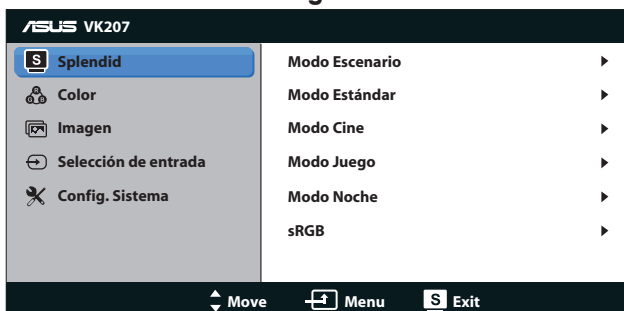 ASUS VK207
S Splendid
Color
Imagen
Selección de entrada
Config. Sistema
Modo Escenario
Modo Estándar
Modo Cine
Modo Juego
Modo Noche
sRGB
Move Menu S Exit